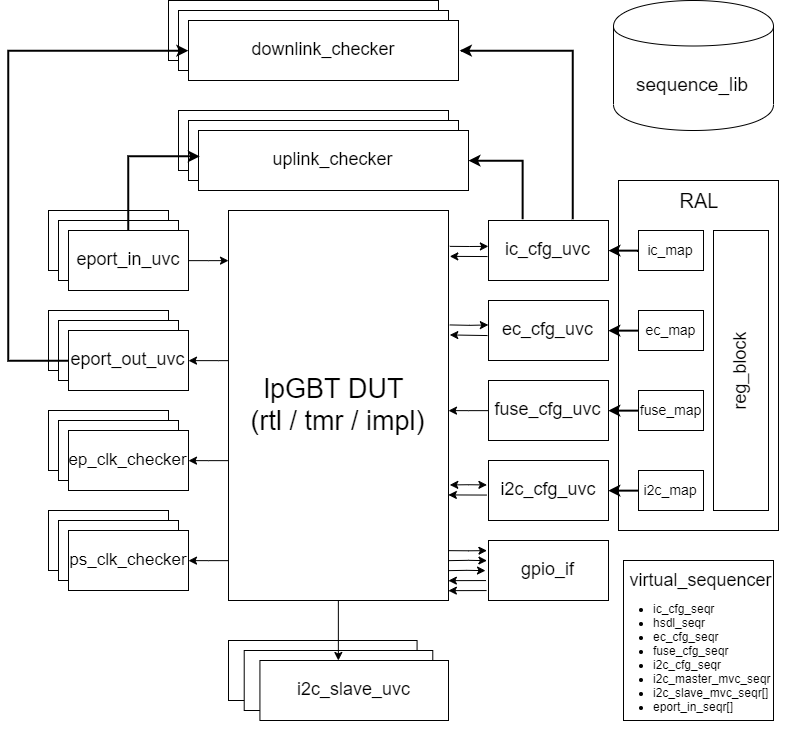 downlink_checker
sequence_lib
uplink_checker
RAL
eport_in_uvc
ic_cfg_uvc
ic_map
eport_out_uvc
ec_cfg_uvc
ec_map
reg_block
lpGBT DUT
(rtl / tmr / impl)
fuse_cfg_uvc
fuse_map
ep_clk_checker
i2c_cfg_uvc
i2c_map
ps_clk_checker
gpio_if
virtual_sequencer
• ic_cfg_seqr
• hsdl_seqr
• ec_cfg_seqr
• fuse_cfg_seqr
• i2c_cfg_seqr
• i2c_master_mvc_seqr
• i2c_slave_mvc_seqr[]
• eport_in_seqr[]
i2c_slave_uvc